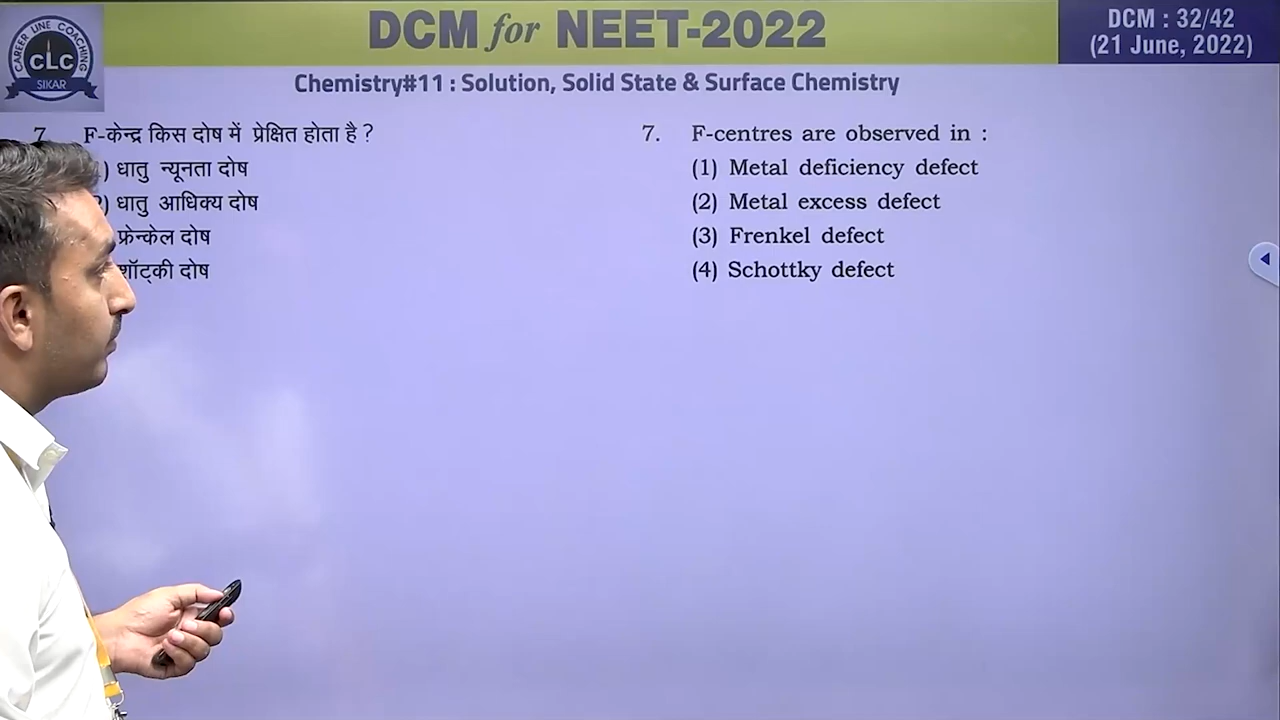 CAREER LINE COACHING
CLC
SIKAR
DCM for NEET-2022
DCM : 32/42
(21 June, 2022)
Chemistry#11 : Solution, Solid State & Surface Chemistry
7 F-केन्द्र किस दोष में प्रेक्षित होता है ?
) धातु न्यूनता दोष
2) धातु आधिक्य दोष
फ्रेन्केल दोष
शॉट्की दोष
7. F-centres are observed in :
(1) Metal deficiency defect
(2) Metal excess defect
(3) Frenkel defect
(4) Schottky defect